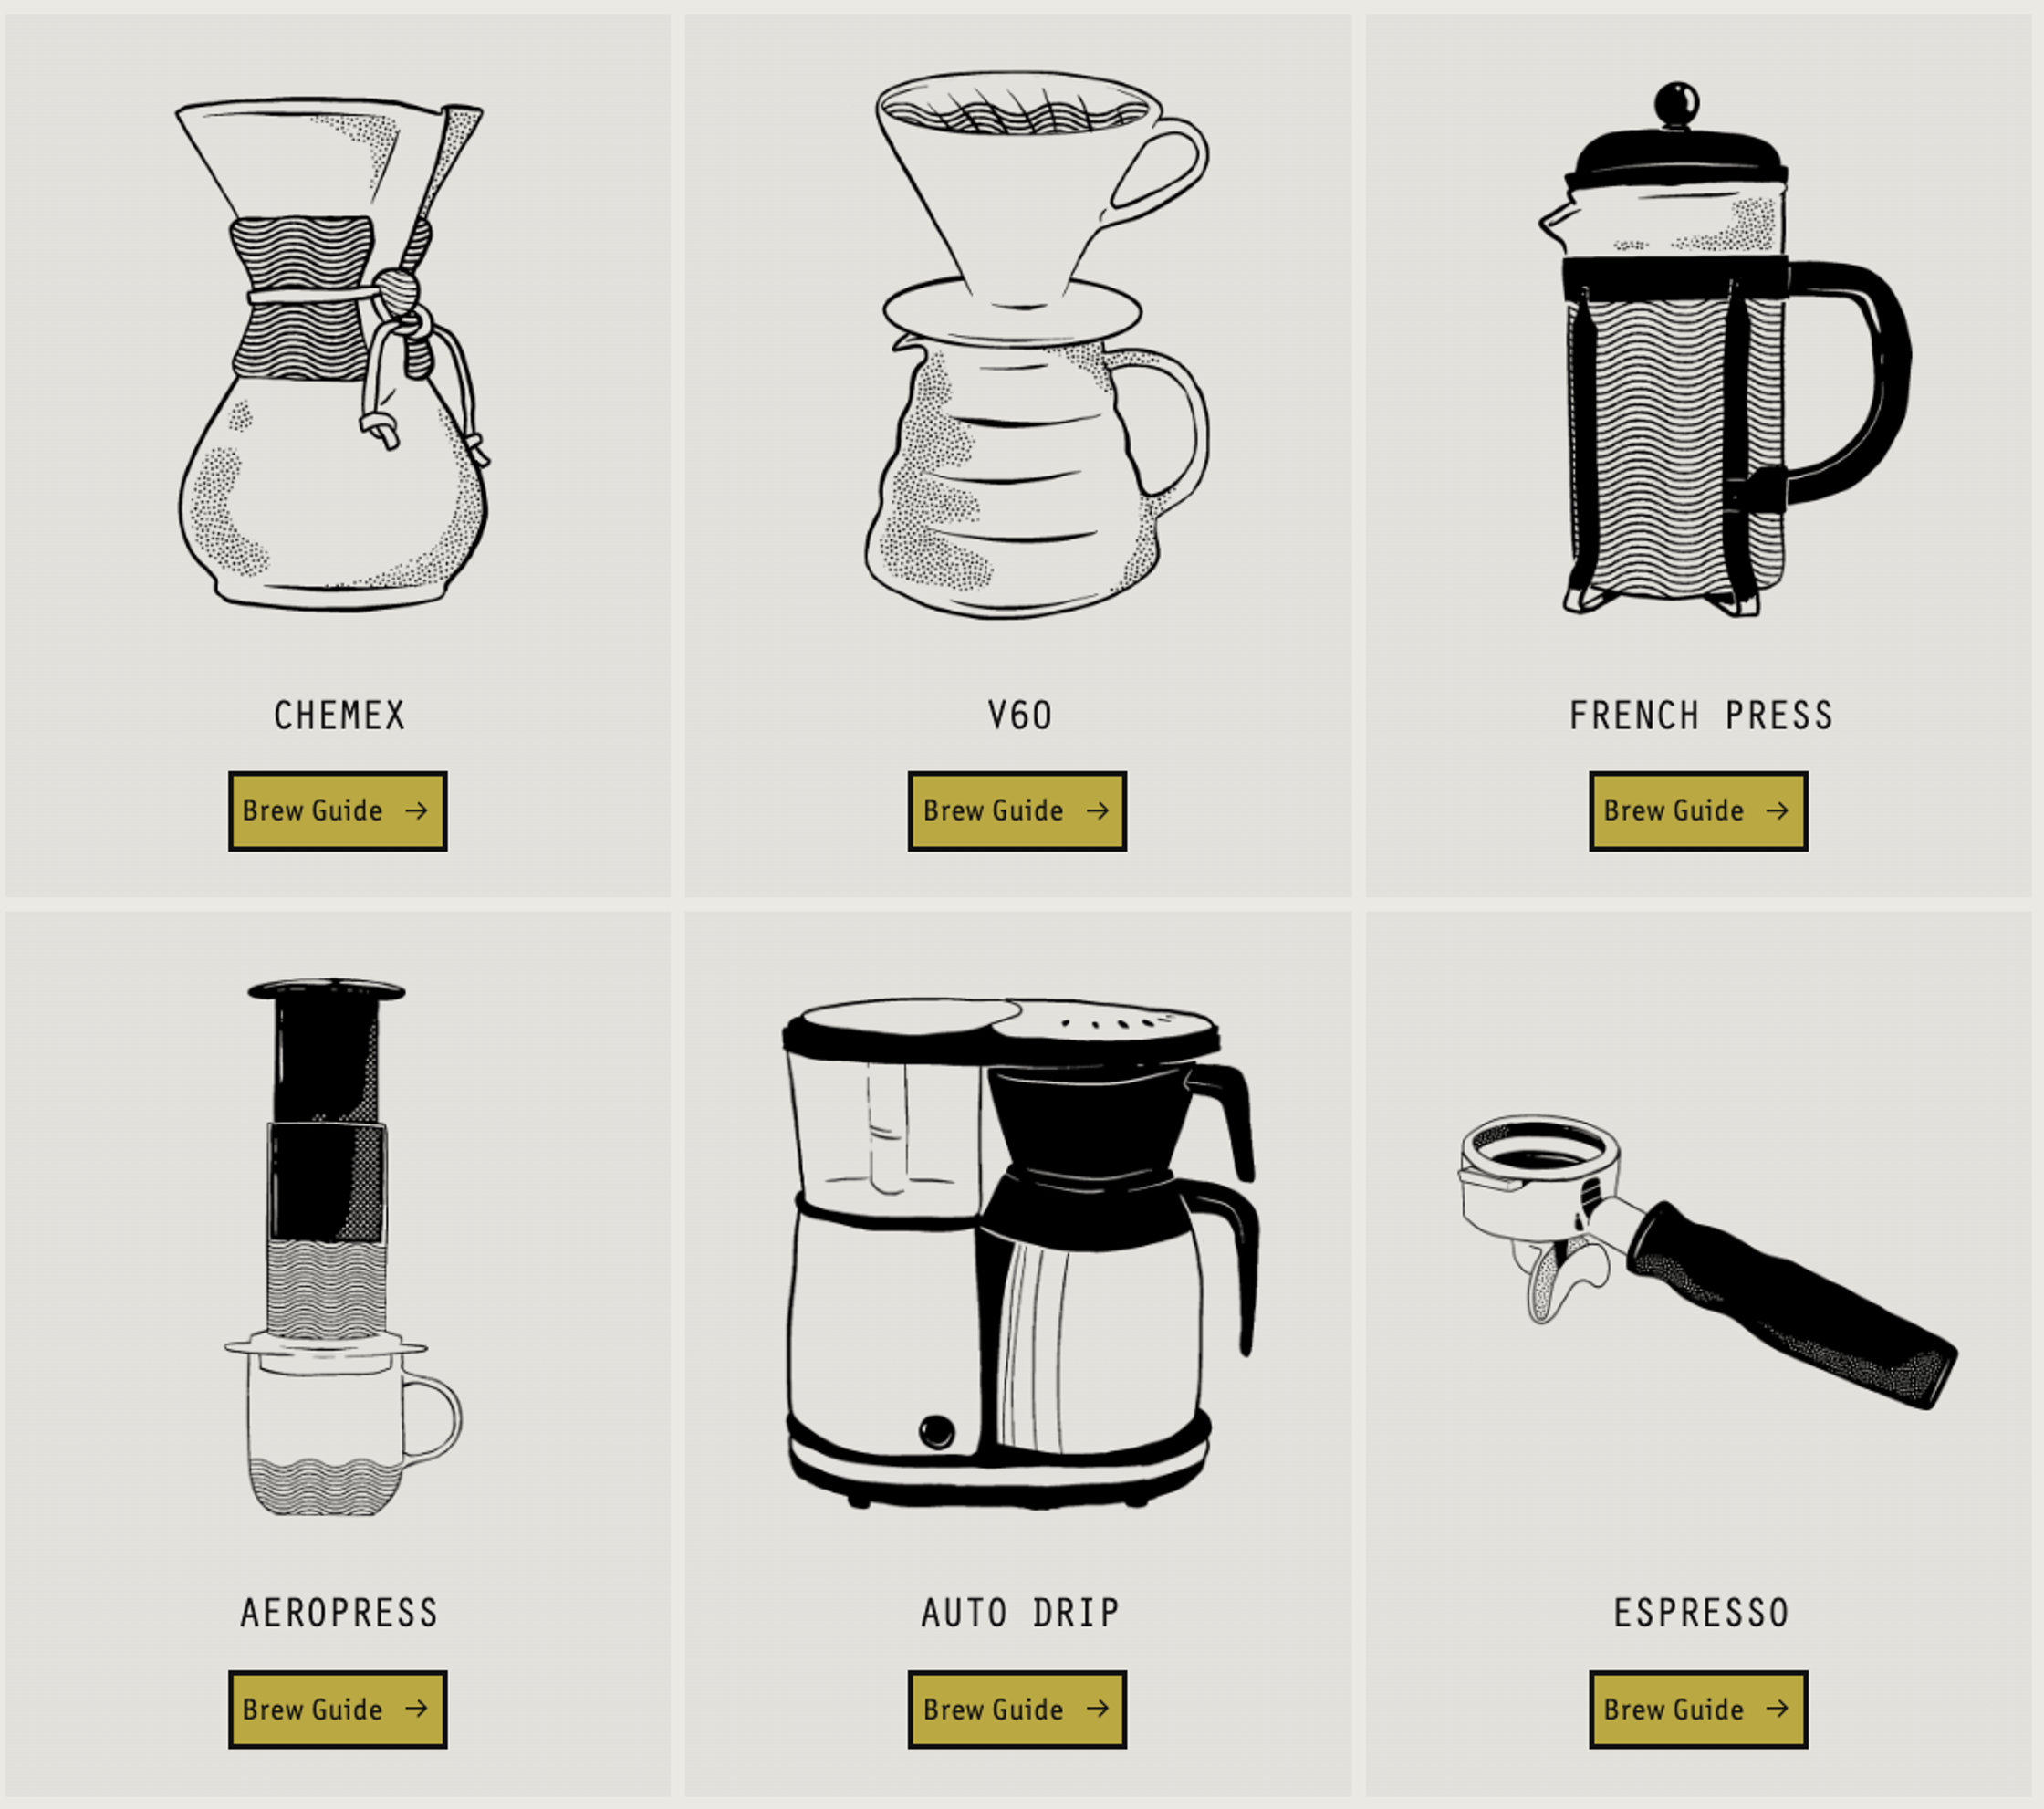 CHEMEX
V60
FRENCH PRESS
Brew Guide →
Brew Guide →
Brew Guide →
AEROPRESS
AUTO DRIP
ESPRESSO
Brew Guide →
Brew Guide →
Brew Guide →